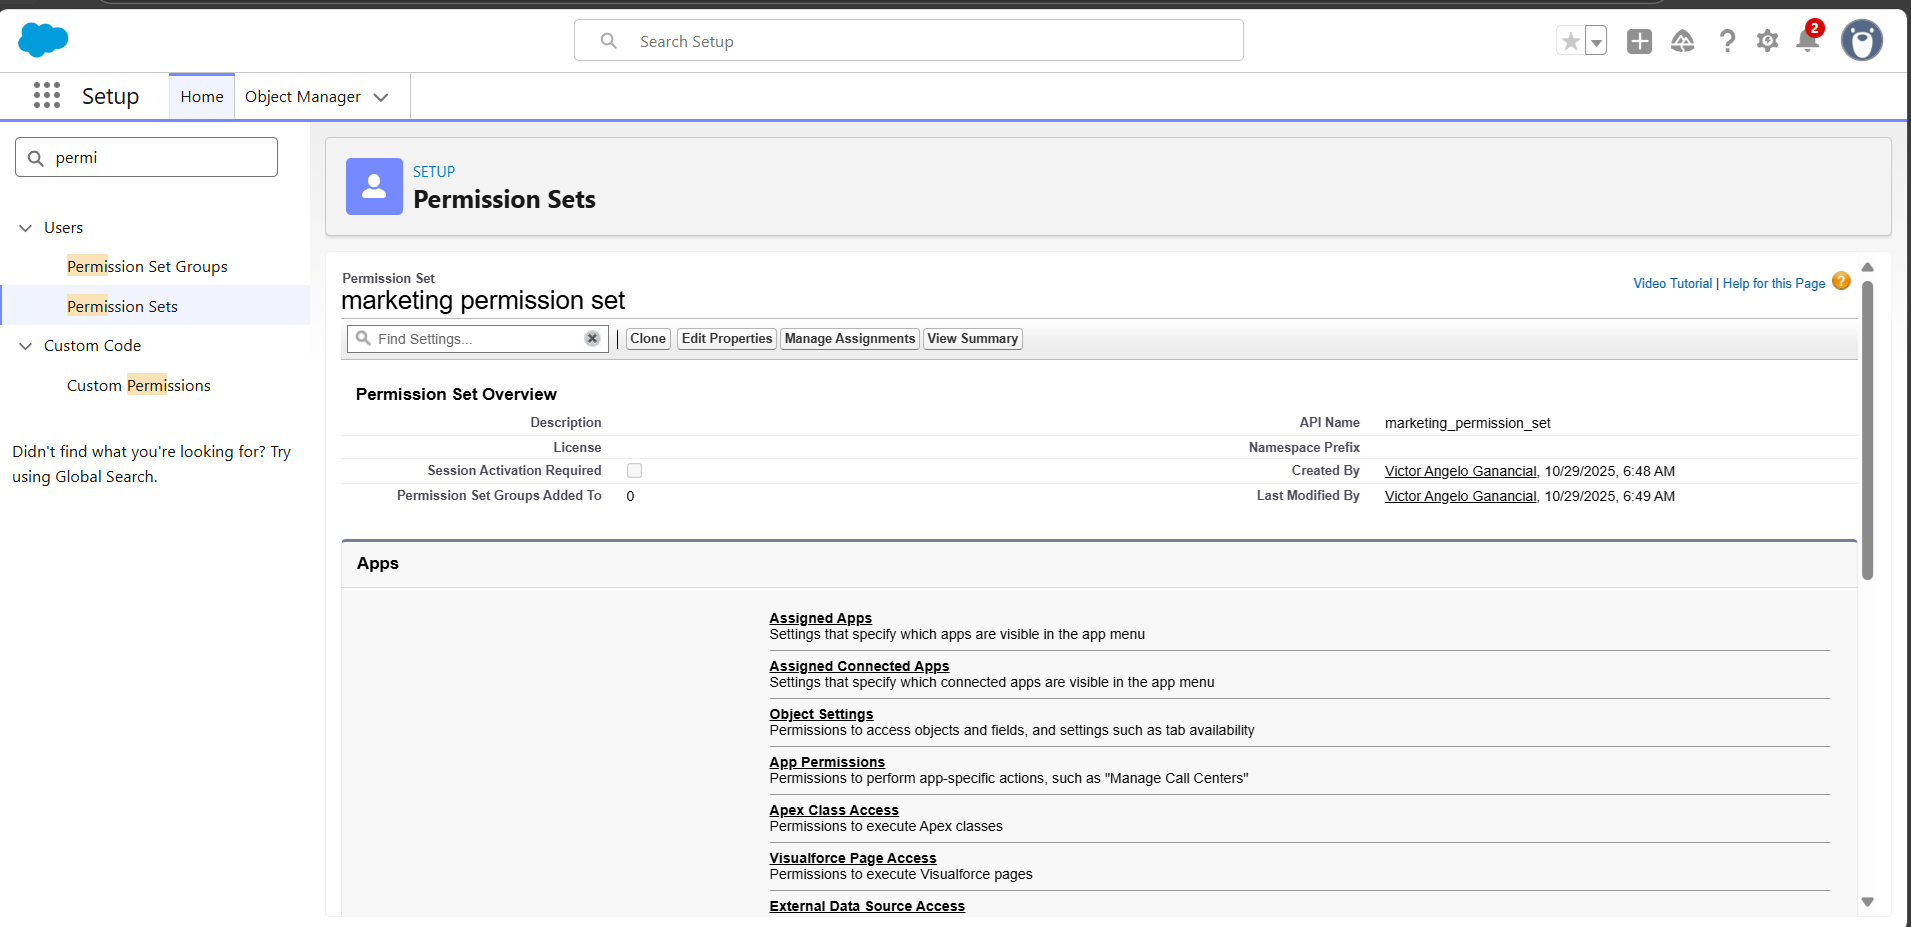 Search Setup
2
Setup
Home
Object Manager
permi
Users
Permission Set Groups
Permission Sets
Custom Code
Custom Permissions
Didn't find what you're looking for? Try
using Global Search.
SETUP
Permission Sets
Permission Set
marketing permission set
Video Tutorial | Help for this Page ?
Find Settings...
Clone
Edit Properties
Manage Assignments
View Summary
Permission Set Overview
Description
API Name marketing_permission_set
License
Namespace Prefix
Session Activation Required
Created By Victor Angelo Ganancial, 10/29/2025, 6:48 AM
Permission Set Groups Added To 0
Last Modified By Victor Angelo Ganancial, 10/29/2025, 6:49 AM
Apps
Assigned Apps
Settings that specify which apps are visible in the app menu
Assigned Connected Apps
Settings that specify which connected apps are visible in the app menu
Object Settings
Permissions to access objects and fields, and settings such as tab availability
App Permissions
Permissions to perform app-specific actions, such as "Manage Call Centers"
Apex Class Access
Permissions to execute Apex classes
Visualforce Page Access
Permissions to execute Visualforce pages
External Data Source Access